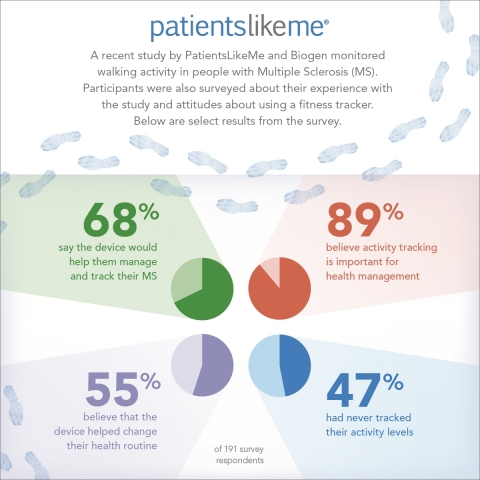 patientslikeme®
A recent study by PatientsLikeMe and Biogen monitored
walking activity in people with Multiple Sclerosis (MS).
Participants were also surveyed about their experience with
the study and attitudes about using a fitness tracker.
Below are select results from the survey.
68%
say the device would
help them manage
and track their MS
89%
believe activity tracking
is important for
health management
55%
believe that the
device helped change
their health routine
47%
had never tracked
their activity levels
of 191 survey
respondents